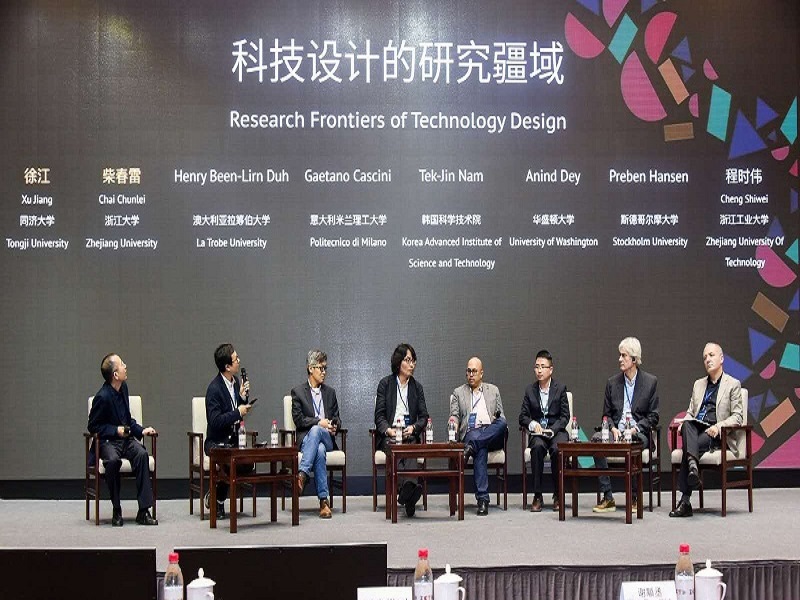 科技设计的研究疆域
Research Frontiers of Technology Design
徐江
Xu Jiang
同济大学
Tongji University
柴春雷
Chai Chunlei
浙江大学
Zhejiang University
Henry Been-Lirn Duh
澳大利亚拉筹伯大学
La Trobe University
Gaetano Cascini
意大利米兰理工大学
Politecnico di Milano
Tek-Jin Nam
韩国科学技术院
Korea Advanced Institute of
Science and Technology
Anind Dey
华盛顿大学
University of Washington
Preben Hansen
斯德哥尔摩大学
Stockholm University
程时伟
Cheng Shiwei
浙江工业大学
Zhejiang University Of
Technology